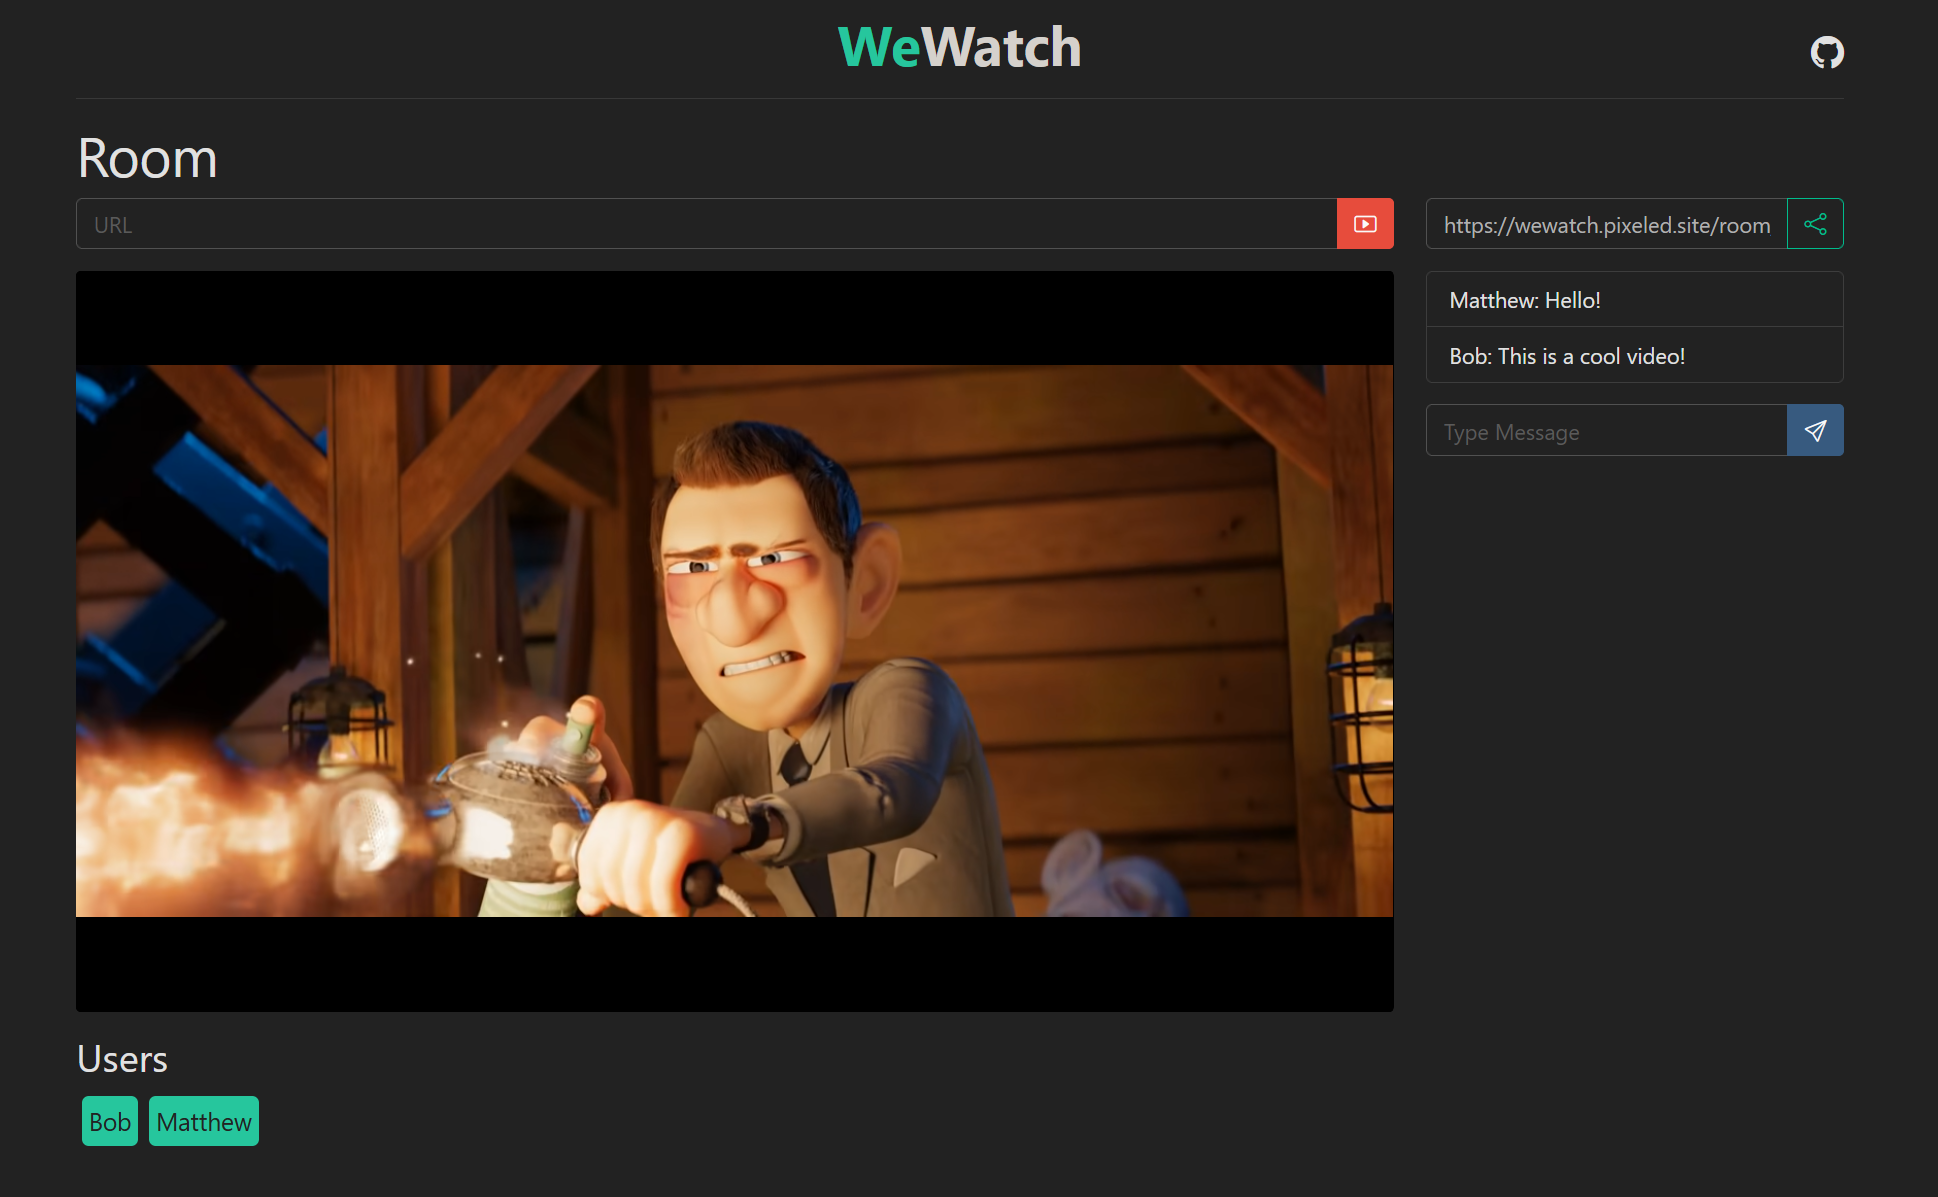 WeWatch
Room
URL
https://wewatch.pixeled.site/room
Matthew: Hello!
Bob: This is a cool video!
Type Message
Users
Bob
Matthew